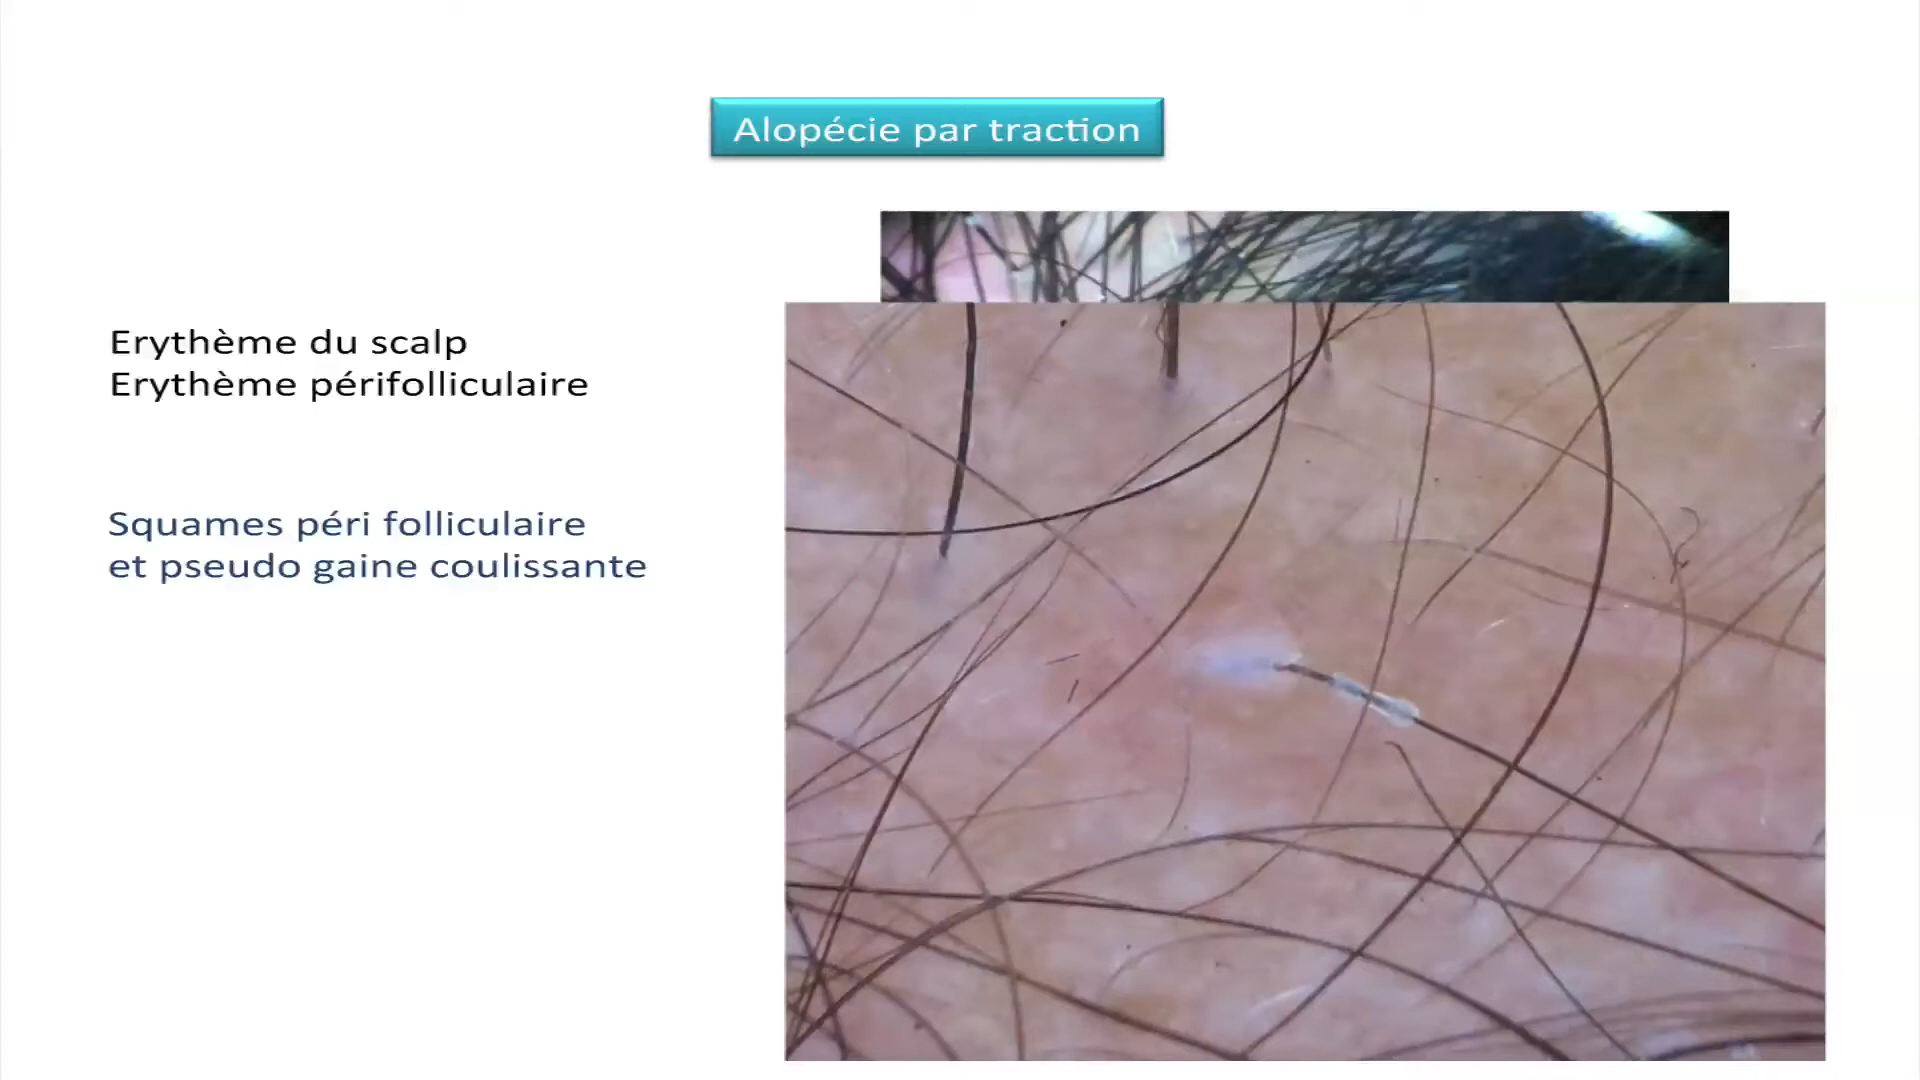 Alopécie par traction
Erythème du scalp
Erythème périfolliculaire
Squames péri folliculaire
et pseudo gaine coulissante